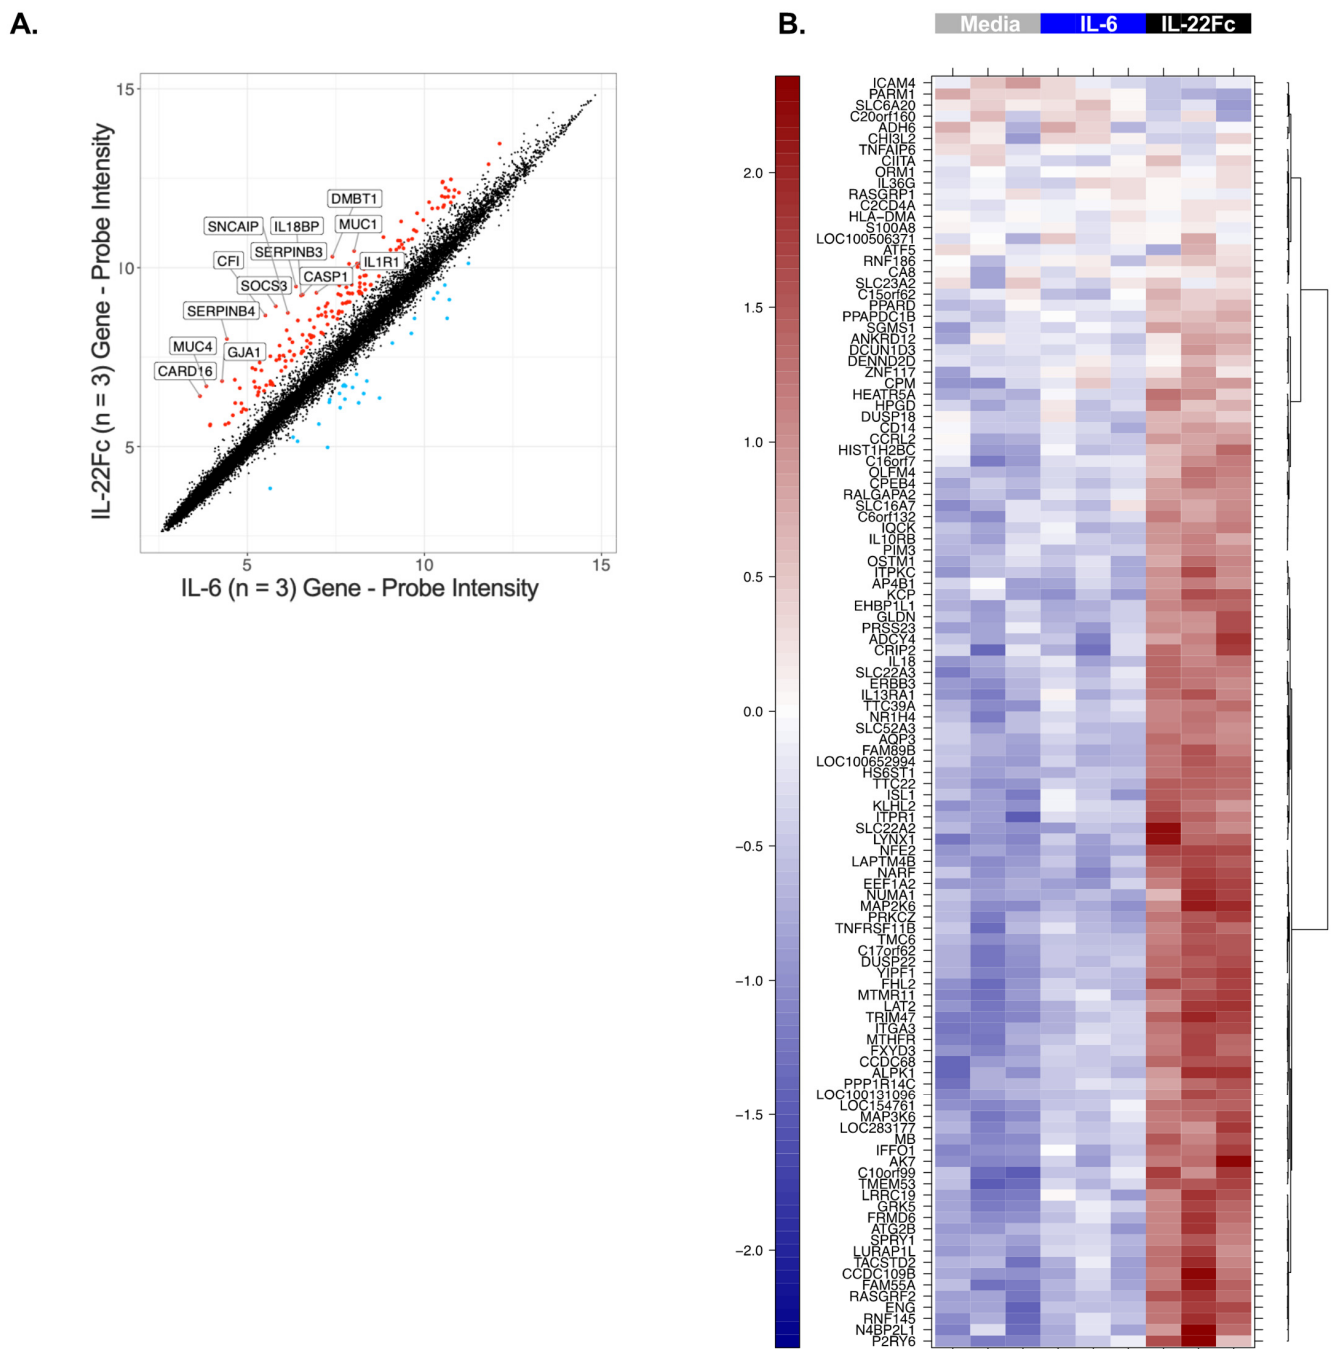 A.
B.
Media IL-6 IL-22Fc
15
10
5
5 10 15
IL-22Fc (n = 3) Gene - Probe Intensity
IL-6 (n = 3) Gene - Probe Intensity
DMBT1
SNCAIP
IL18BP
MUC1
SERPINB3
CFI
IL1R1
CASP1
SOCS3
SERPINB4
MUC4
GJA1
CARD16
2.0
1.5
1.0
0.5
0.0
−0.5
−1.0
−1.5
−2.0
ICAM4
PARM1
SLC6A20
C20orf160
ADH6
CHI3L2
TNFAIP6
CIITA
ORM1
IL36G
RASGRP1
C2CD4A
HLA−DMA
S100A8
LOC100506371
ATF5
RNF186
CA8
SLC23A2
C15orf62
PPARD
PPAPDC1B
SGMS1
ANKRD12
DCUN1D3
DENND2D
ZNF117
CPM
HEATR5A
HPGD
DUSP18
CD14
CCRL2
HIST1H2BC
C16orf7
OLFM4
CPEB4
RALGAPA2
SLC16A7
C6orf132
IQCK
IL10RB
PIM3
OSTM1
ITPKC
AP4B1
KCP
EHBP1L1
GLDN
PRSS23
ADCY4
CRIP2
IL18
SLC22A3
ERBB3
IL13RA1
TTC39A
NR1H4
SLC52A3
AQP3
FAM89B
LOC100652994
HS6ST1
TTC22
ISL1
KLHL2
ITPR1
SLC22A2
LYNX1
NFE2
LAPTM4B
NARF
EEF1A2
NUMA1
MAP2K6
PRKCZ
TNFRSF11B
TMC6
C17orf62
DUSP22
YIPF1
FHL2
MTMR11
LAT2
TRIM47
ITGA3
MTHFR
FXYD3
CCDC68
ALPK1
PPP1R14C
LOC100131096
LOC154761
MAP3K6
LOC283177
MB
IFFO1
AK7
C10orf99
TMEM53
LRRC19
GRK5
FRMD6
ATG2B
SPRY1
LURAP1L
TACSTD2
CCDC109B
FAM55A
RASGRF2
ENG
RNF145
N4BP2L1
P2RY6